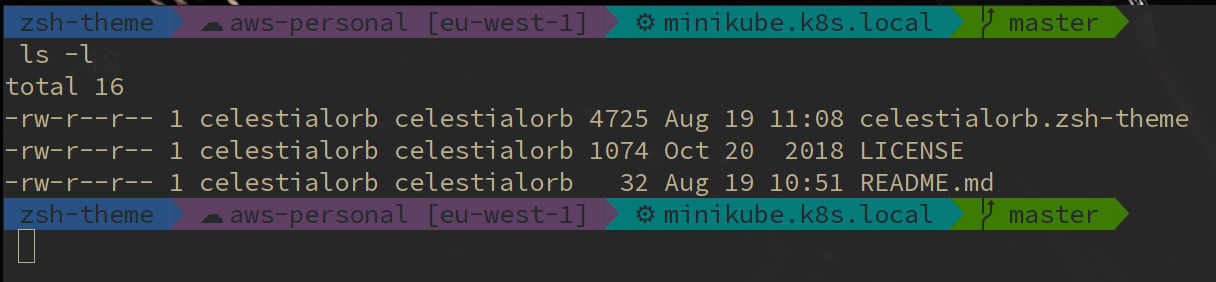 zsh-theme ☁ aws-personal [eu-west-1] ⚙ minikube.k8s.local master
ls -l
total 16
-rw-r--r-- 1 celestialorb celestialorb 4725 Aug 19 11:08 celestialorb.zsh-theme
-rw-r--r-- 1 celestialorb celestialorb 1074 Oct 20  2018 LICENSE
-rw-r--r-- 1 celestialorb celestialorb   32 Aug 19 10:51 README.md
zsh-theme ☁ aws-personal [eu-west-1] ⚙ minikube.k8s.local master